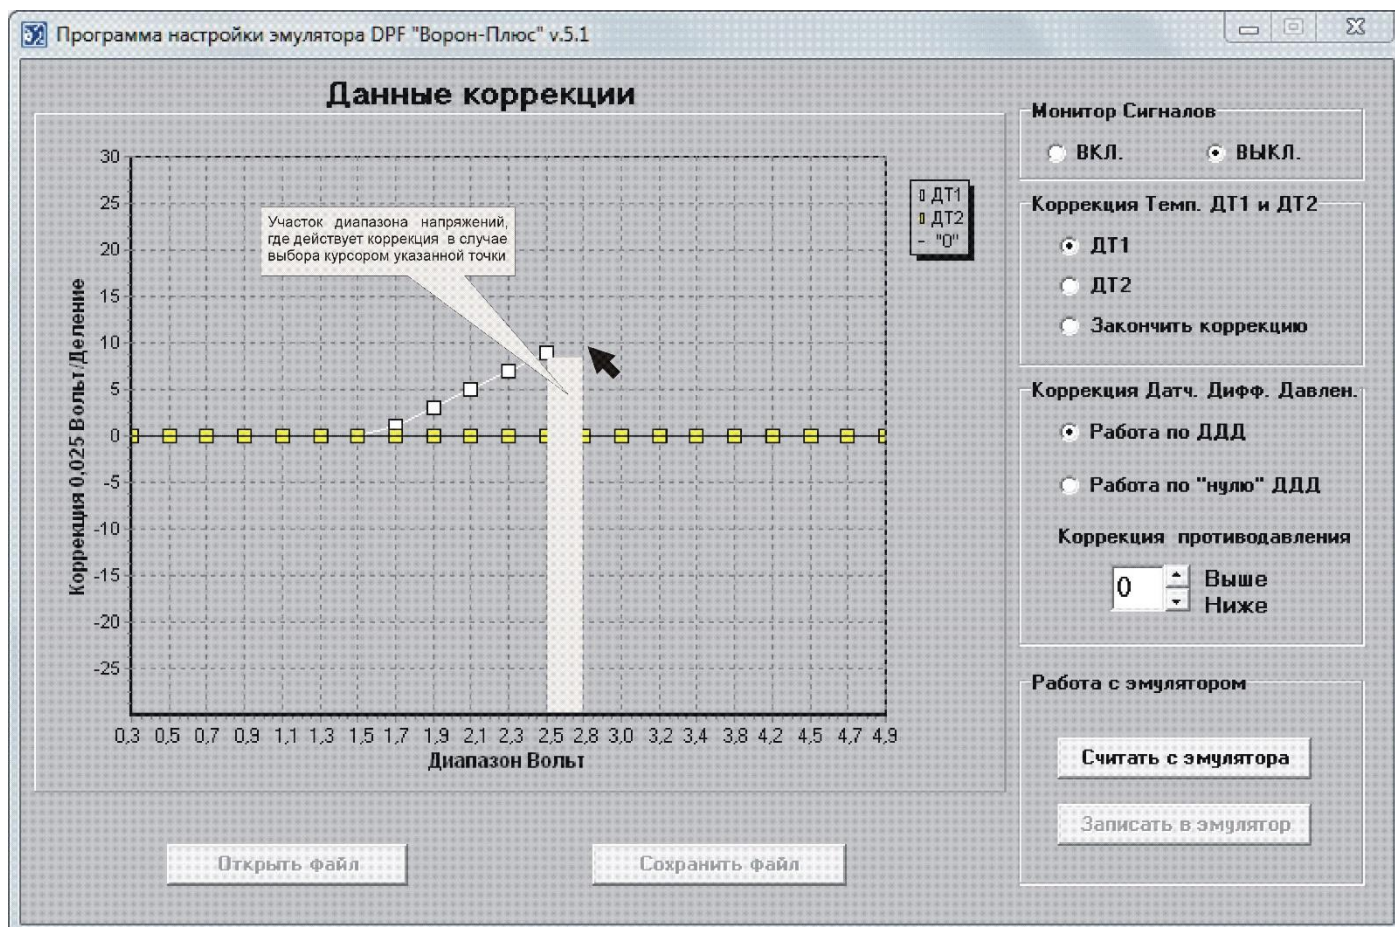 Программа настройки эмулятора DPF "Ворон-Плюс" v.5.1
Данные коррекции
30
25
20
15
10
5
0
-5
-10
-15
-20
-25
Коррекция 0,025 Вольт/Деление
Участок диапазона напряжений,
где действует коррекция в случае
выбора курсором указанной точки
ДТ1
ДТ2
"0"
0,3 0,5 0,7 0,9 1,1 1,3 1,5 1,7 1,9 2,1 2,3 2,5 2,8 3,0 3,2 3,4 3,8 4,2 4,5 4,7 4,9
Диапазон Вольт
Открыть файл
Сохранить файл
Монитор Сигналов
ВКЛ.
ВЫКЛ.
Коррекция Темп. ДТ1 и ДТ2
ДТ1
ДТ2
Закончить коррекцию
Коррекция Датч. Дифф. Давлен.
Работа по ДДД
Работа по "нулю" ДДД
Коррекция противодавления
0
Выше
Ниже
Работа с эмулятором
Считать с эмулятора
Записать в эмулятор